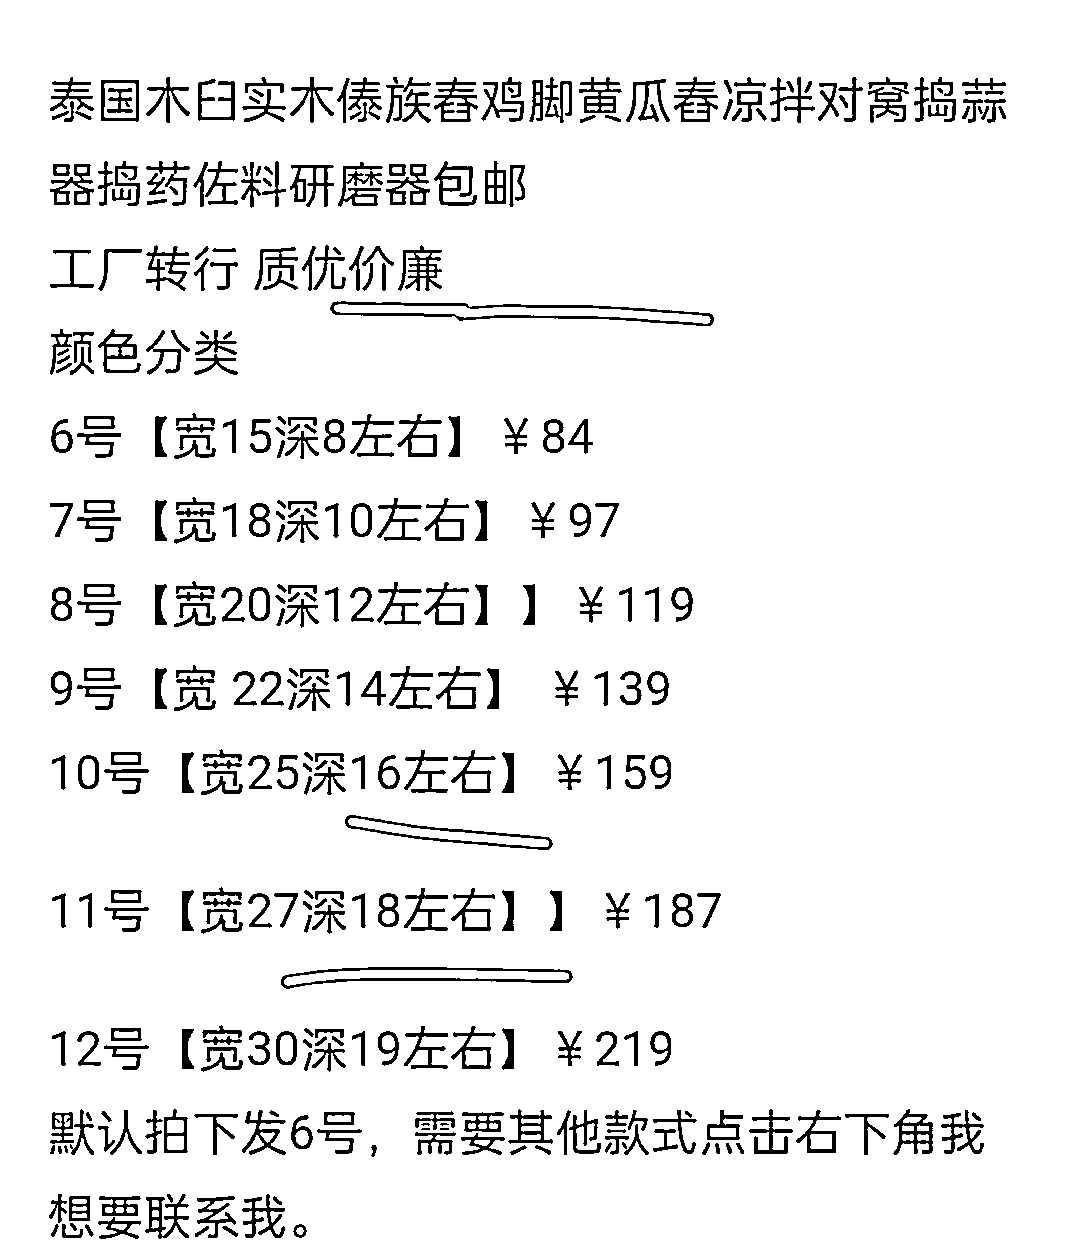 泰国木臼实木傣族舂鸡脚黄瓜舂凉拌对窝捣蒜
器捣药佐料研磨器包邮
工厂转行 质优价廉
颜色分类
6号【宽15深8左右】￥84
7号【宽18深10左右】￥97
8号【宽20深12左右】】￥119
9号【宽 22深14左右】 ￥139
10号【宽25深16左右】￥159
11号【宽27深18左右】】￥187
12号【宽30深19左右】￥219
默认拍下发6号，需要其他款式点击右下角我
想要联系我。